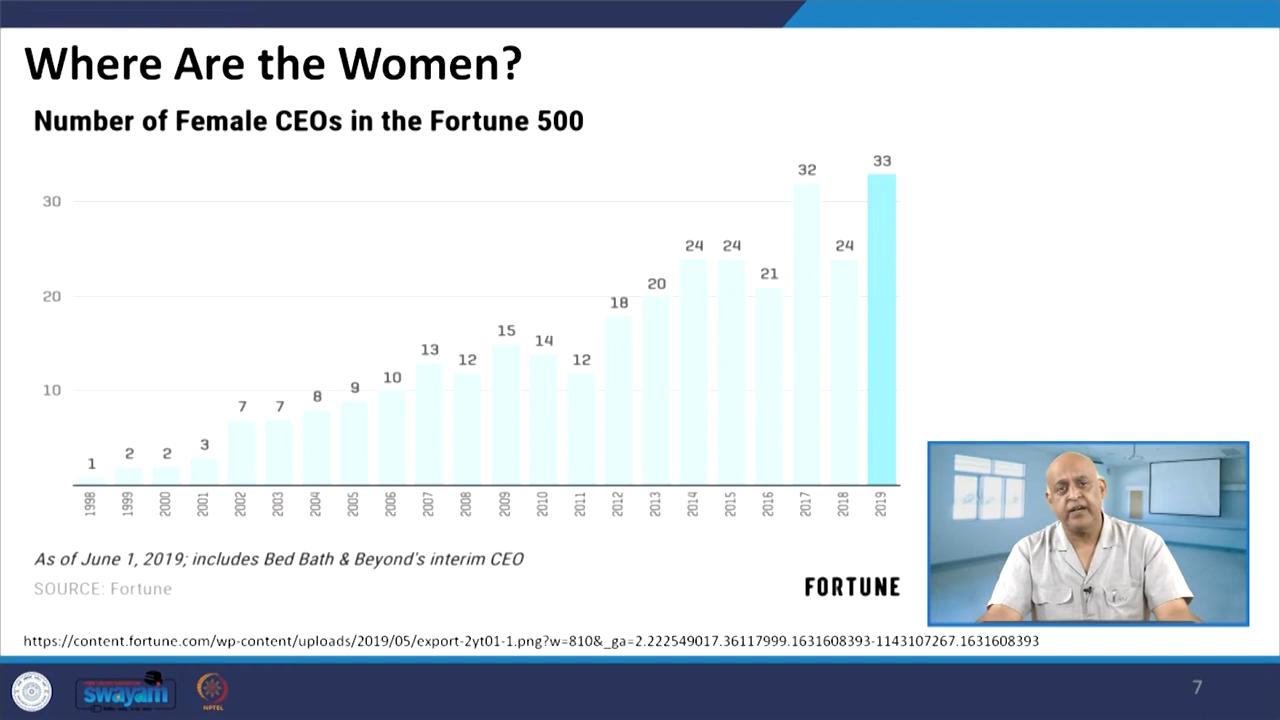 Where Are the Women?
Number of Female CEOs in the Fortune 500
33
32
30
24 24 24
21
20 20
18
15
14
13
12 12
10 10
9
8
7 7
3
2 2
1
1998 1999 2000 2001 2002 2003 2004 2005 2006 2007 2008 2009 2010 2011 2012 2013 2014 2015 2016 2017 2018 2019
As of June 1, 2019; includes Bed Bath & Beyond's interim CEO
SOURCE: Fortune
FORTUNE
https://content.fortune.com/wp-content/uploads/2019/05/export-2yt01-1.png?w=810&_ga=2.222549017.36117999.1631608393-1143107267.1631608393
swayam
NPTEL
7